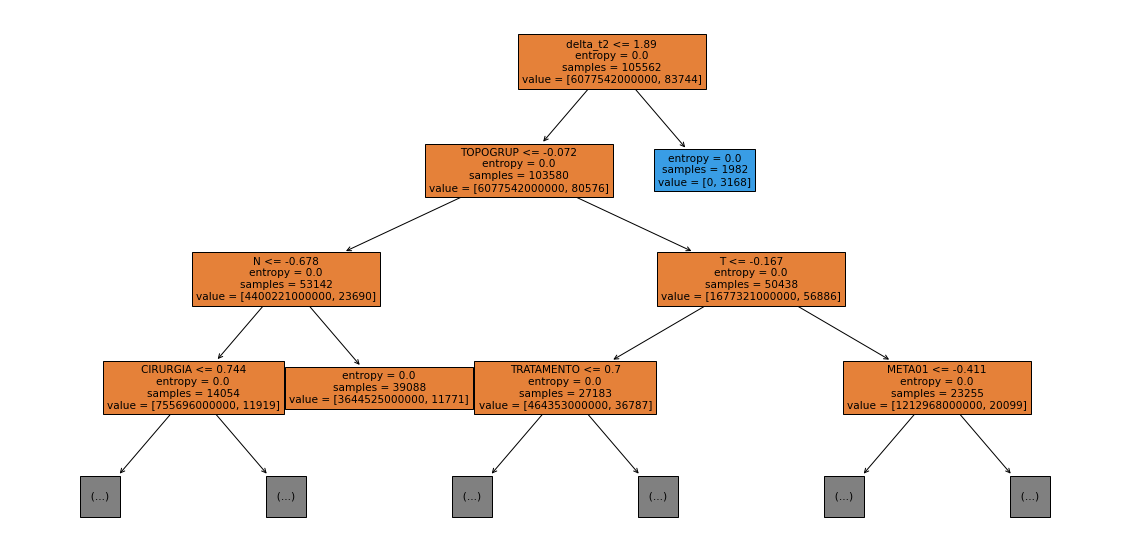 delta_t2 <= 1.89
entropy = 0.0
samples = 105562
value = [6077542000000, 83744]
TOPOGRUP <= -0.072
entropy = 0.0
samples = 103580
value = [6077542000000, 80576]
entropy = 0.0
samples = 1982
value = [0, 3168]
N <= -0.678
entropy = 0.0
samples = 53142
value = [4400221000000, 23690]
T <= -0.167
entropy = 0.0
samples = 50438
value = [1677321000000, 56886]
CIRURGIA <= 0.744
entropy = 0.0
samples = 14054
value = [755696000000, 11919]
entropy = 0.0
samples = 39088
value = [3644525000000, 11771]
TRATAMENTO <= 0.7
entropy = 0.0
samples = 27183
value = [464353000000, 36787]
META01 <= -0.411
entropy = 0.0
samples = 23255
value = [1212968000000, 20099]
(...)
(...)
(...)
(...)
(...)
(...)